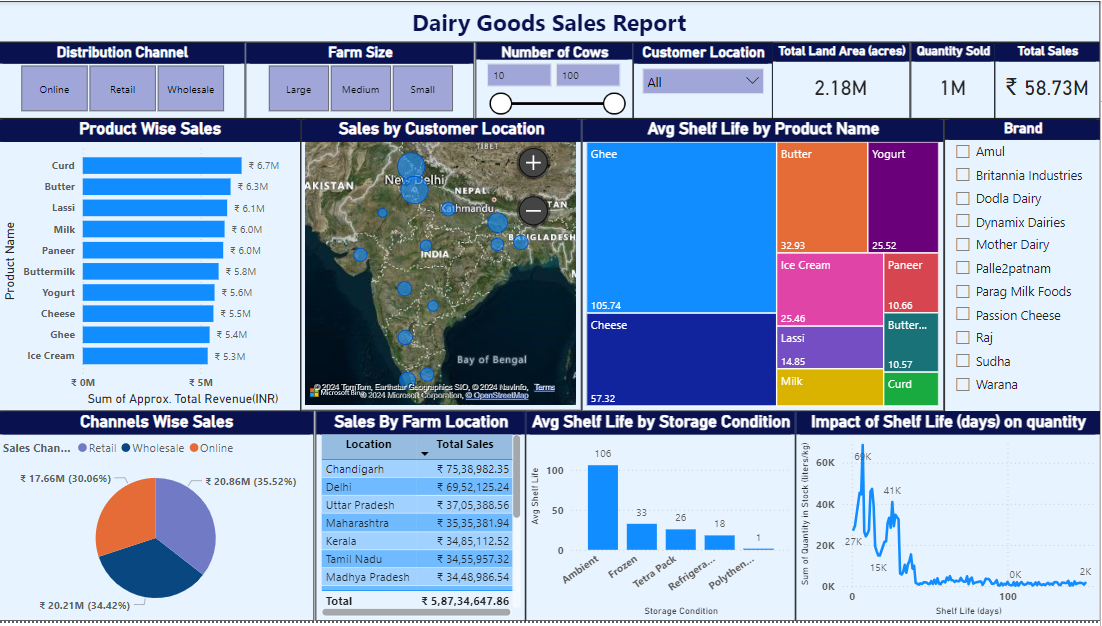 Dairy Goods Sales Report
Distribution Channel
Online
Retail
Wholesale
Farm Size
Large
Medium
Small
Number of Cows
10
100
Customer Location
All
Total Land Area (acres)
2.18M
Quantity Sold
1M
Total Sales
₹ 58.73M
Product Wise Sales
Product Name
Curd ₹ 6.7M
Butter ₹ 6.3M
Lassi ₹ 6.1M
Milk ₹ 6.0M
Paneer ₹ 6.0M
Buttermilk ₹ 5.8M
Yogurt ₹ 5.6M
Cheese ₹ 5.5M
Ghee ₹ 5.4M
Ice Cream ₹ 5.3M
₹ 0M ₹ 5M
Sum of Approx. Total Revenue(INR)
Sales by Customer Location
TIBET
AKISTAN
New Delhi
NEPAL
Kathmandu
TAN
BANGLADESH
INDIA
Bay of Bengal
© 2024 TomTom, Earthstar Geographics SIO, © 2024 NavInfo, Terms
Microsoft Bing
© 2024 Microsoft Corporation, © OpenStreetMap
Avg Shelf Life by Product Name
Ghee
105.74
Cheese
57.32
Butter
32.93
Yogurt
25.52
Ice Cream
25.46
Paneer
10.66
Lassi
14.85
Butter...
10.57
Milk
Curd
Brand
Amul
Britannia Industries
Dodla Dairy
Dynamix Dairies
Mother Dairy
Palle2patnam
Parag Milk Foods
Passion Cheese
Raj
Sudha
Warana
Channels Wise Sales
Sales Chan... Retail Wholesale Online
₹ 17.66M (30.06%)
₹ 20.86M (35.52%)
₹ 20.21M (34.42%)
Sales By Farm Location
Location Total Sales
Chandigarh ₹ 75,38,982.35
Delhi ₹ 69,52,125.24
Uttar Pradesh ₹ 37,05,388.56
Maharashtra ₹ 35,35,381.94
Kerala ₹ 34,85,112.52
Tamil Nadu ₹ 34,55,957.32
Madhya Pradesh ₹ 34,48,986.54
Total ₹ 5,87,34,647.86
Avg Shelf Life by Storage Condition
Avg Shelf Life
100
50
0
106
33
26
18
1
Ambient
Frozen
Tetra Pack
Refrigera...
Polythen...
Storage Condition
Impact of Shelf Life (days) on quantity
Sum of Quantity in Stock (liters/kg)
60K
40K
20K
0K
69K
41K
27K
15K
0K
2K
0 100
Shelf Life (days)